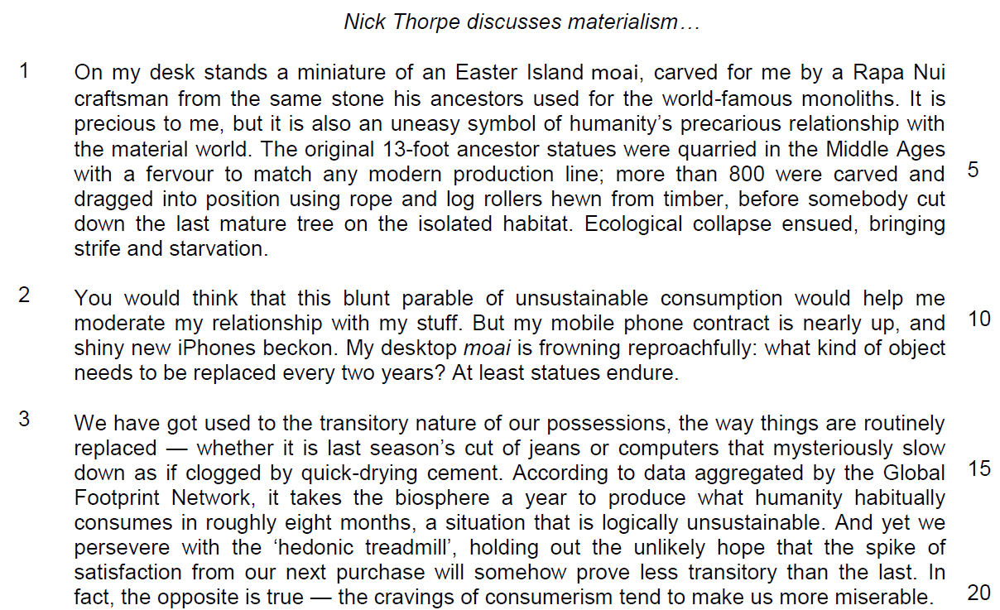 Nick Thorpe discusses materialism…
1 On my desk stands a miniature of an Easter Island moai, carved for me by a Rapa Nui
craftsman from the same stone his ancestors used for the world-famous monoliths. It is
precious to me, but it is also an uneasy symbol of humanity’s precarious relationship with
the material world. The original 13-foot ancestor statues were quarried in the Middle Ages
with a fervour to match any modern production line; more than 800 were carved and 5
dragged into position using rope and log rollers hewn from timber, before somebody cut
down the last mature tree on the isolated habitat. Ecological collapse ensued, bringing
strife and starvation.
2 You would think that this blunt parable of unsustainable consumption would help me
moderate my relationship with my stuff. But my mobile phone contract is nearly up, and 10
shiny new iPhones beckon. My desktop moai is frowning reproachfully: what kind of object
needs to be replaced every two years? At least statues endure.
3 We have got used to the transitory nature of our possessions, the way things are routinely
replaced — whether it is last season’s cut of jeans or computers that mysteriously slow
down as if clogged by quick-drying cement. According to data aggregated by the Global 15
Footprint Network, it takes the biosphere a year to produce what humanity habitually
consumes in roughly eight months, a situation that is logically unsustainable. And yet we
persevere with the ‘hedonic treadmill’, holding out the unlikely hope that the spike of
satisfaction from our next purchase will somehow prove less transitory than the last. In
fact, the opposite is true — the cravings of consumerism tend to make us more miserable. 20